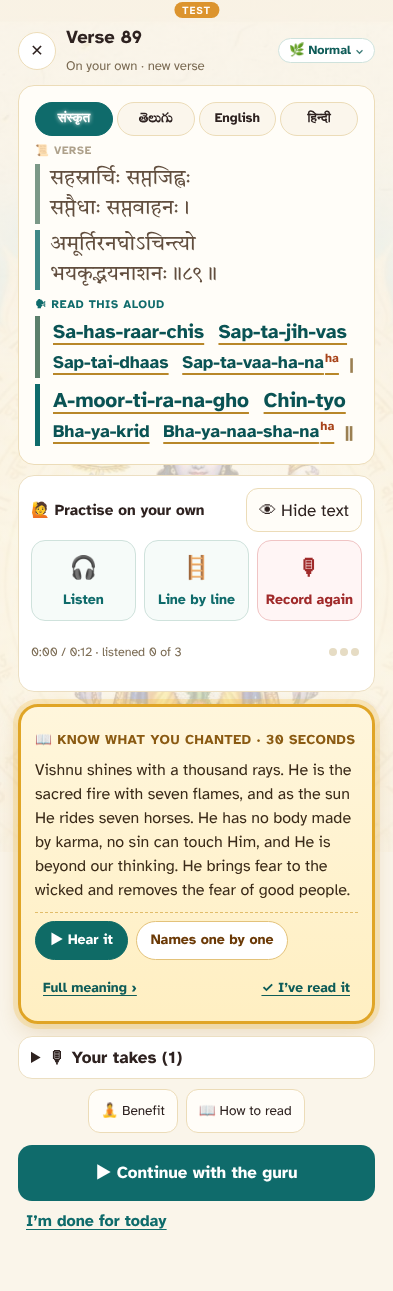 TEST
Verse 89
On your own · new verse
🌿 Normal
संस्कृत తెలుగు English हिन्दी
📜 VERSE
सहस्रार्चिः सप्तजिह्वः
सप्तैधाः सप्तवाहनः ।
अमूर्तिरनघोऽचिन्त्यो
भयकृद्भयनाशनः ॥८९॥
🗣 READ THIS ALOUD
Sa-has-raar-chis Sap-ta-jih-vas
Sap-tai-dhaas Sap-ta-vaa-ha-na ha |
A-moor-ti-ra-na-gho Chin-tyo
Bha-ya-krid Bha-ya-naa-sha-na ha ||
🙋 Practise on your own
👁 Hide text
🎧 Listen
🪜 Line by line
🎙 Record again
0:00 / 0:12 · listened 0 of 3
📖 KNOW WHAT YOU CHANTED · 30 SECONDS
Vishnu shines with a thousand rays. He is the
sacred fire with seven flames, and as the sun
He rides seven horses. He has no body made
by karma, no sin can touch Him, and He is
beyond our thinking. He brings fear to the
wicked and removes the fear of good people.
▶ Hear it
Names one by one
Full meaning ›
✓ I've read it
▶ 🎙 Your takes (1)
🧘 Benefit
📖 How to read
▶ Continue with the guru
I'm done for today